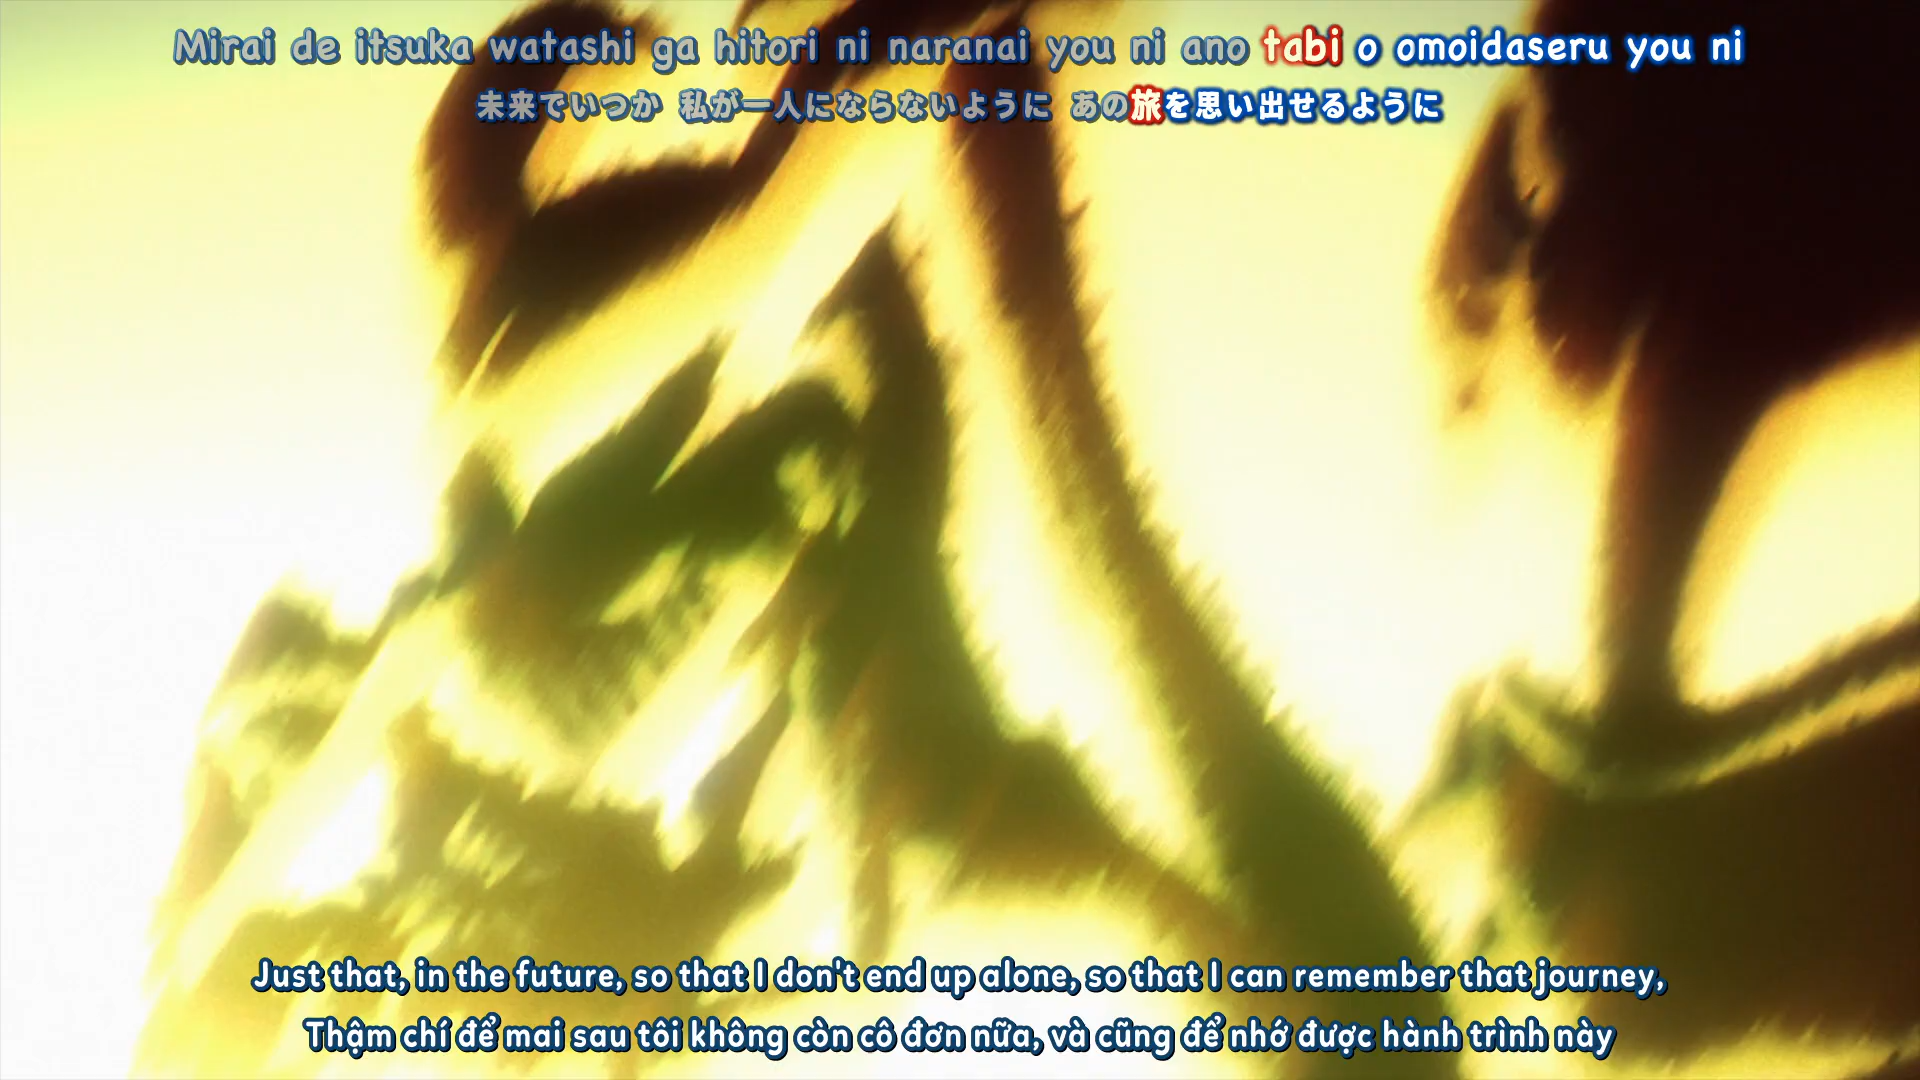 Mirai de itsuka watashi ga hitori ni naranai you ni ano tabi o omoidaseru you ni
未来でいつか 私が一人にならないように あの旅を思い出せるように
Just that, in the future, so that I don't end up alone, so that I can remember that journey,
Thậm chí để mai sau tôi không còn cô đơn nữa, và cũng để nhớ được hành trình này